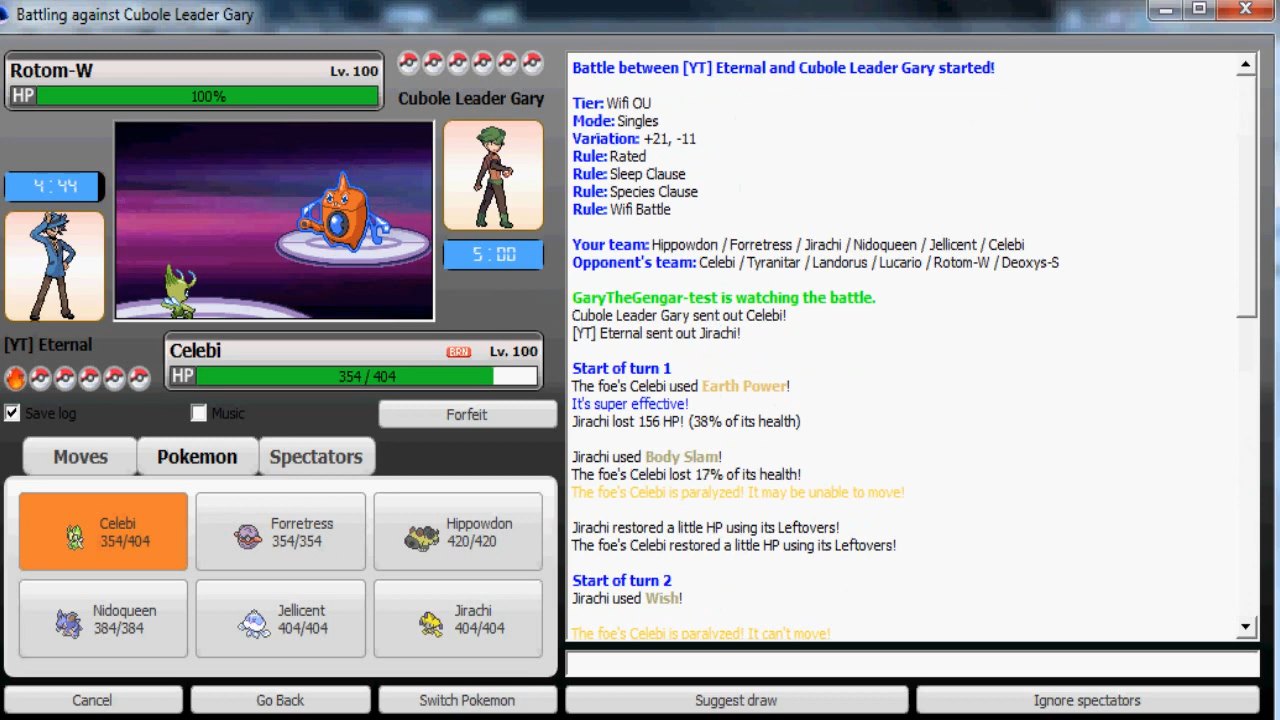 Battling against Cubole Leader Gary
Rotom-W Lv. 100
HP 100%
Cubole Leader Gary
4:44
5:00
[YT] Eternal
Celebi BRN Lv. 100
HP 354 / 404
Save log
Music
Forfeit
Moves
Pokemon
Spectators
Celebi
354/404
Forretress
354/354
Hippowdon
420/420
Nidoqueen
384/384
Jellicent
404/404
Jirachi
404/404
Cancel
Go Back
Switch Pokemon
Battle between [YT] Eternal and Cubole Leader Gary started!
Tier: Wifi OU
Mode: Singles
Variation: +21, -11
Rule: Rated
Rule: Sleep Clause
Rule: Species Clause
Rule: Wifi Battle
Your team: Hippowdon / Forretress / Jirachi / Nidoqueen / Jellicent / Celebi
Opponent's team: Celebi / Tyranitar / Landorus / Lucario / Rotom-W / Deoxys-S
GaryTheGengar-test is watching the battle.
Cubole Leader Gary sent out Celebi!
[YT] Eternal sent out Jirachi!
Start of turn 1
The foe's Celebi used Earth Power!
It's super effective!
Jirachi lost 156 HP! (38% of its health)
Jirachi used Body Slam!
The foe's Celebi lost 17% of its health!
The foe's Celebi is paralyzed! It may be unable to move!
Jirachi restored a little HP using its Leftovers!
The foe's Celebi restored a little HP using its Leftovers!
Start of turn 2
Jirachi used Wish!
The foe's Celebi is paralyzed! It can't move!
Suggest draw
Ignore spectators